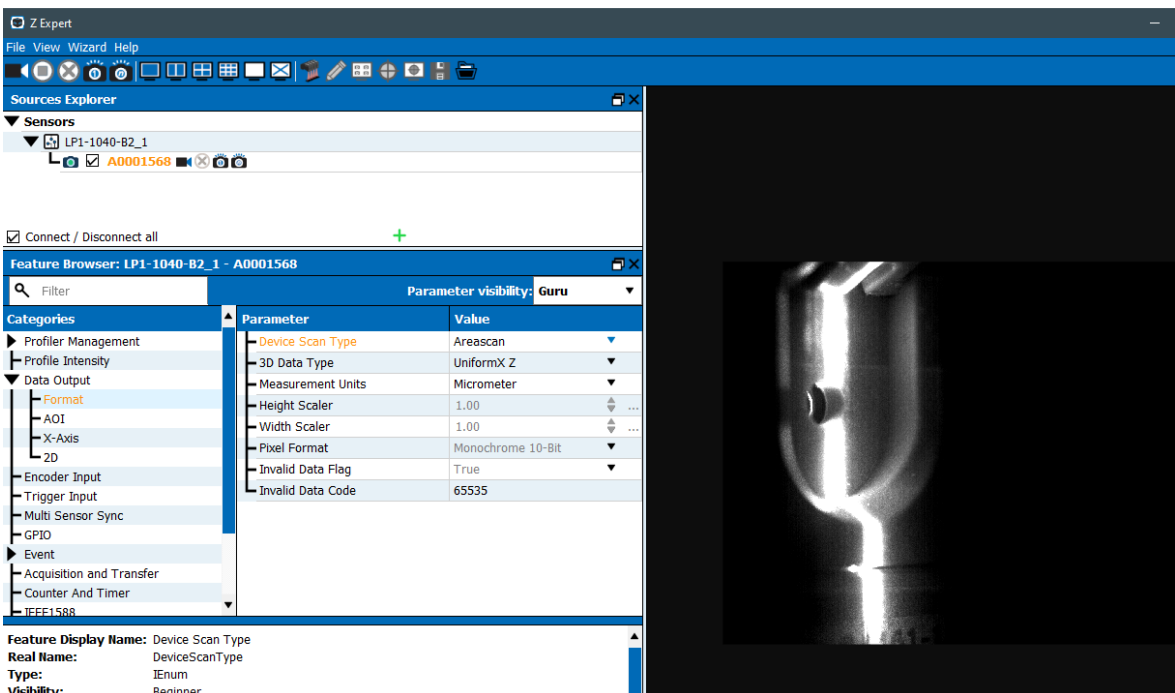 Z Expert
File View Wizard Help
Sources Explorer
Sensors
LP1-1040-B2_1
A0001568
Connect / Disconnect all
Feature Browser: LP1-1040-B2_1 - A0001568
Filter
Parameter visibility: Guru
Categories
Profiler Management
Profile Intensity
Data Output
Format
AOI
X-Axis
2D
Encoder Input
Trigger Input
Multi Sensor Sync
GPIO
Event
Acquisition and Transfer
Counter And Timer
IEEE1588
Parameter Value
Device Scan Type Areascan
3D Data Type UniformX Z
Measurement Units Micrometer
Height Scaler 1.00 ...
Width Scaler 1.00 ...
Pixel Format Monochrome 10-Bit
Invalid Data Flag True
Invalid Data Code 65535
Feature Display Name: Device Scan Type
Real Name: DeviceScanType
Type: IEnum
Visibility: Beginner